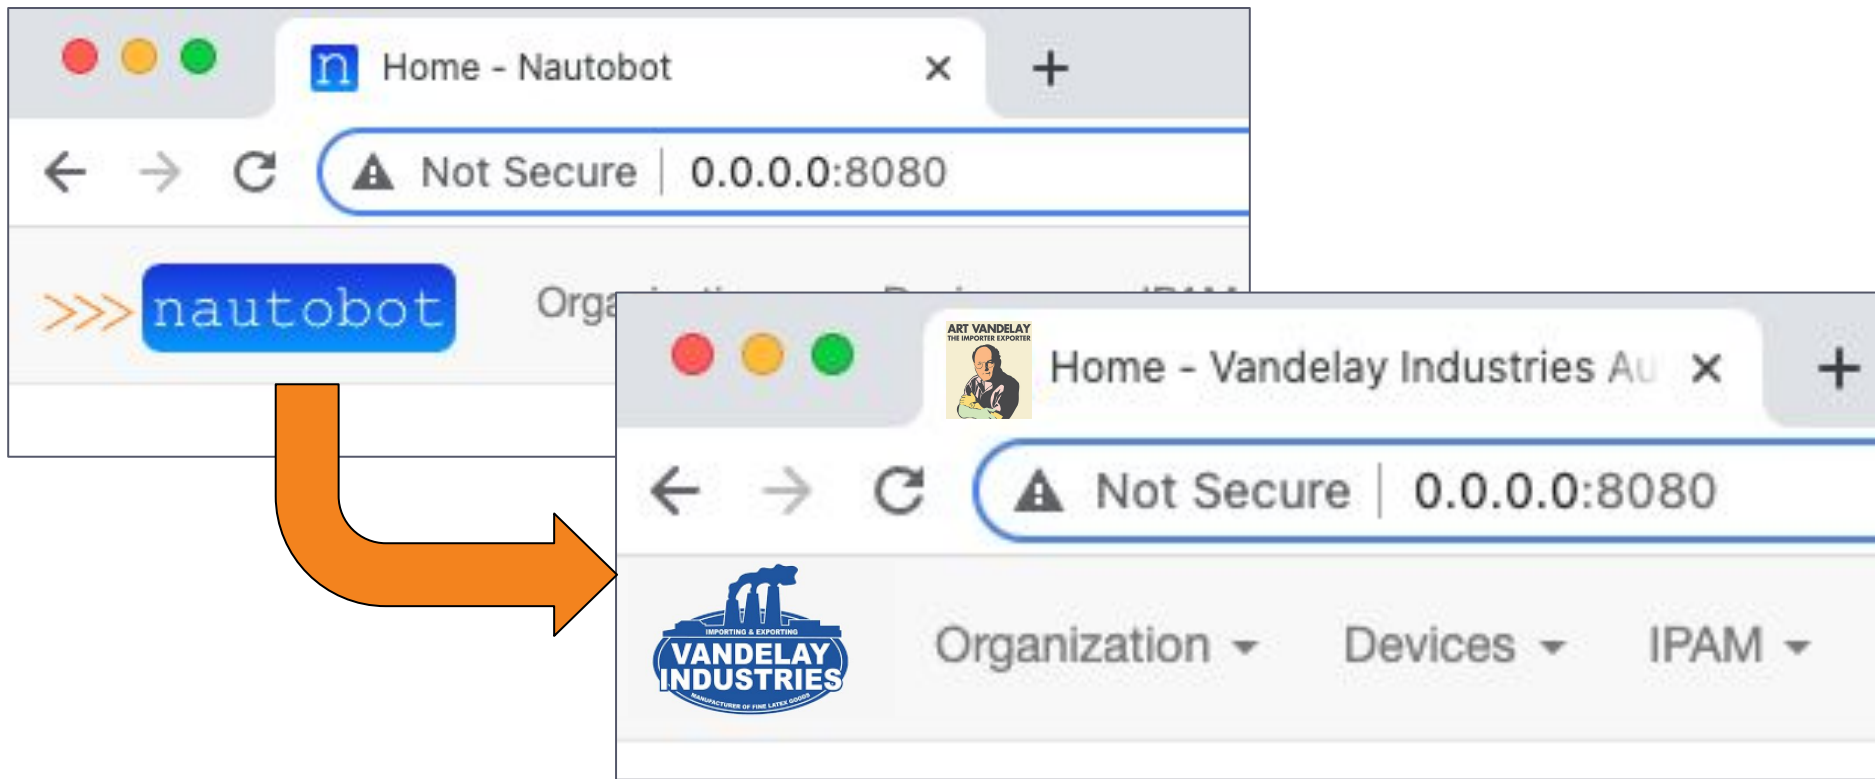 Home - Nautobot
Not Secure | 0.0.0.0:8080
>>> nautobot
ART VANDELAY
THE IMPORTER EXPORTER
Home - Vandelay Industries Au
Not Secure | 0.0.0.0:8080
IMPORTING & EXPORTING
VANDELAY
INDUSTRIES
MANUFACTURER OF FINE LATEX GOODS
Organization Devices IPAM